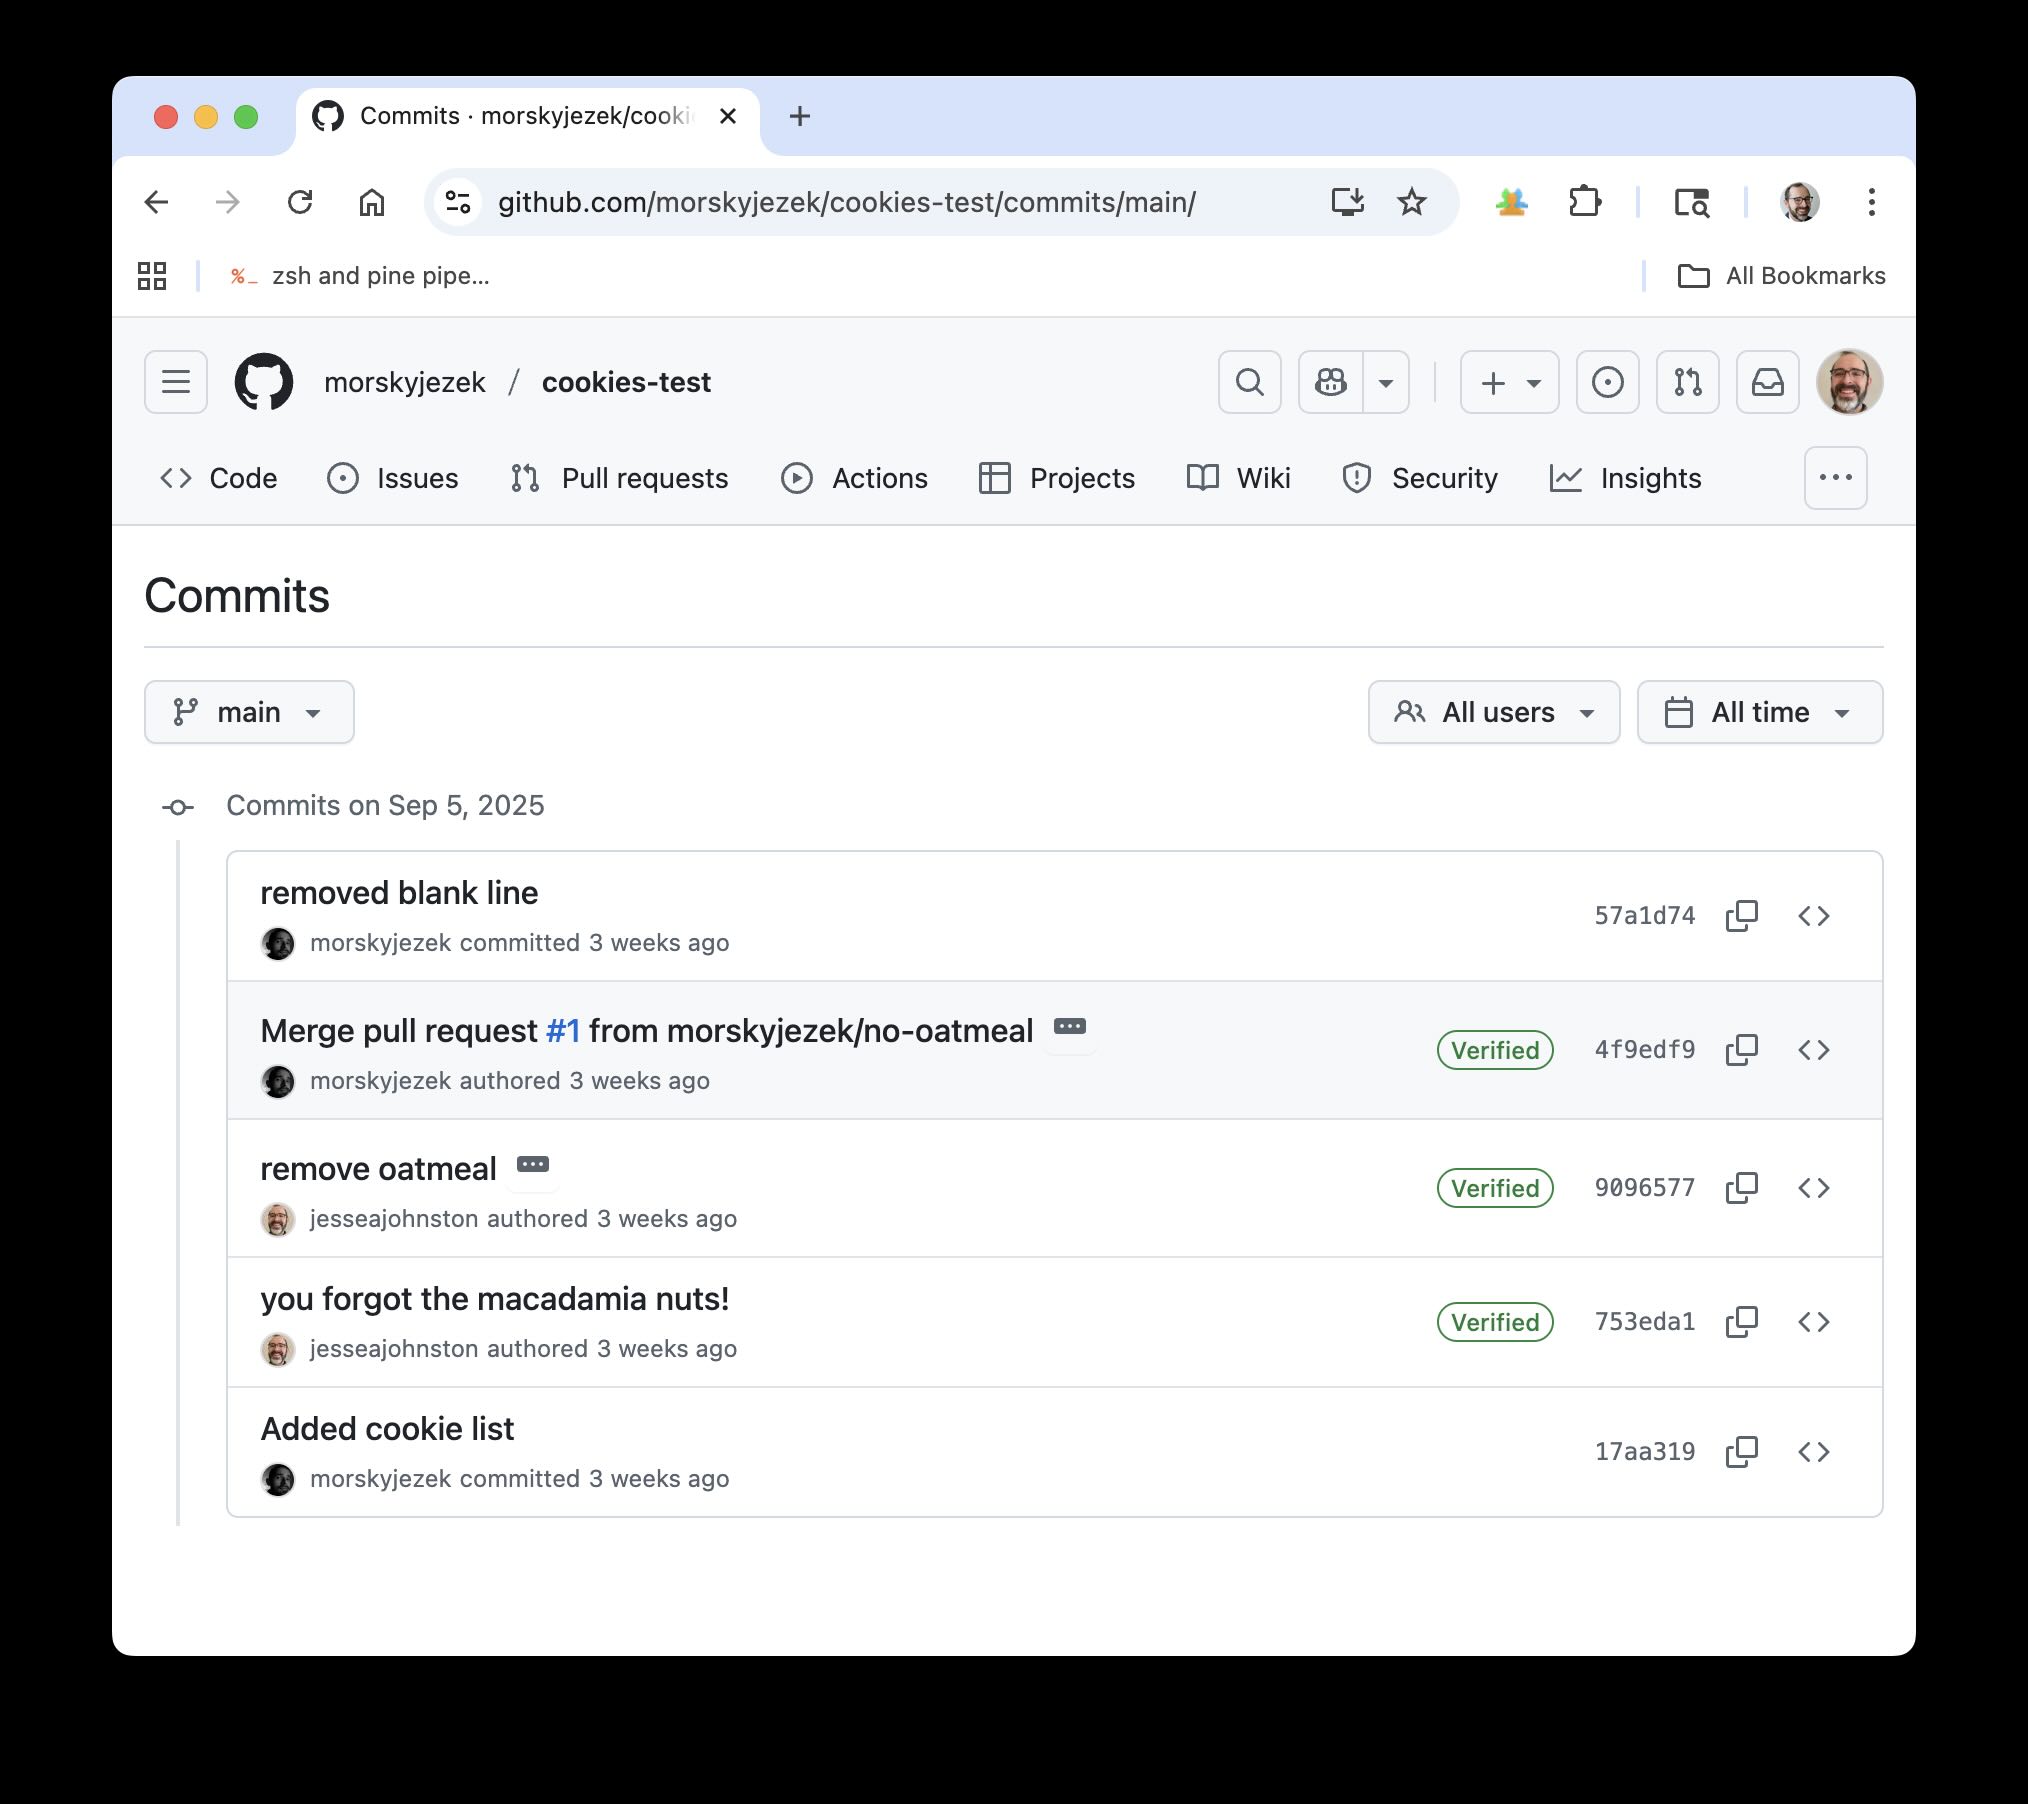 Commits · morskyjezek/cooki
github.com/morskyjezek/cookies-test/commits/main/
%_ zsh and pine pipe...
All Bookmarks
morskyjezek / cookies-test
Code Issues Pull requests Actions Projects Wiki Security Insights
Commits
main
All users
All time
Commits on Sep 5, 2025
removed blank line
morskyjezek committed 3 weeks ago
57a1d74
Merge pull request #1 from morskyjezek/no-oatmeal
morskyjezek authored 3 weeks ago
Verified
4f9edf9
remove oatmeal
jesseajohnston authored 3 weeks ago
Verified
9096577
you forgot the macadamia nuts!
jesseajohnston authored 3 weeks ago
Verified
753eda1
Added cookie list
morskyjezek committed 3 weeks ago
17aa319